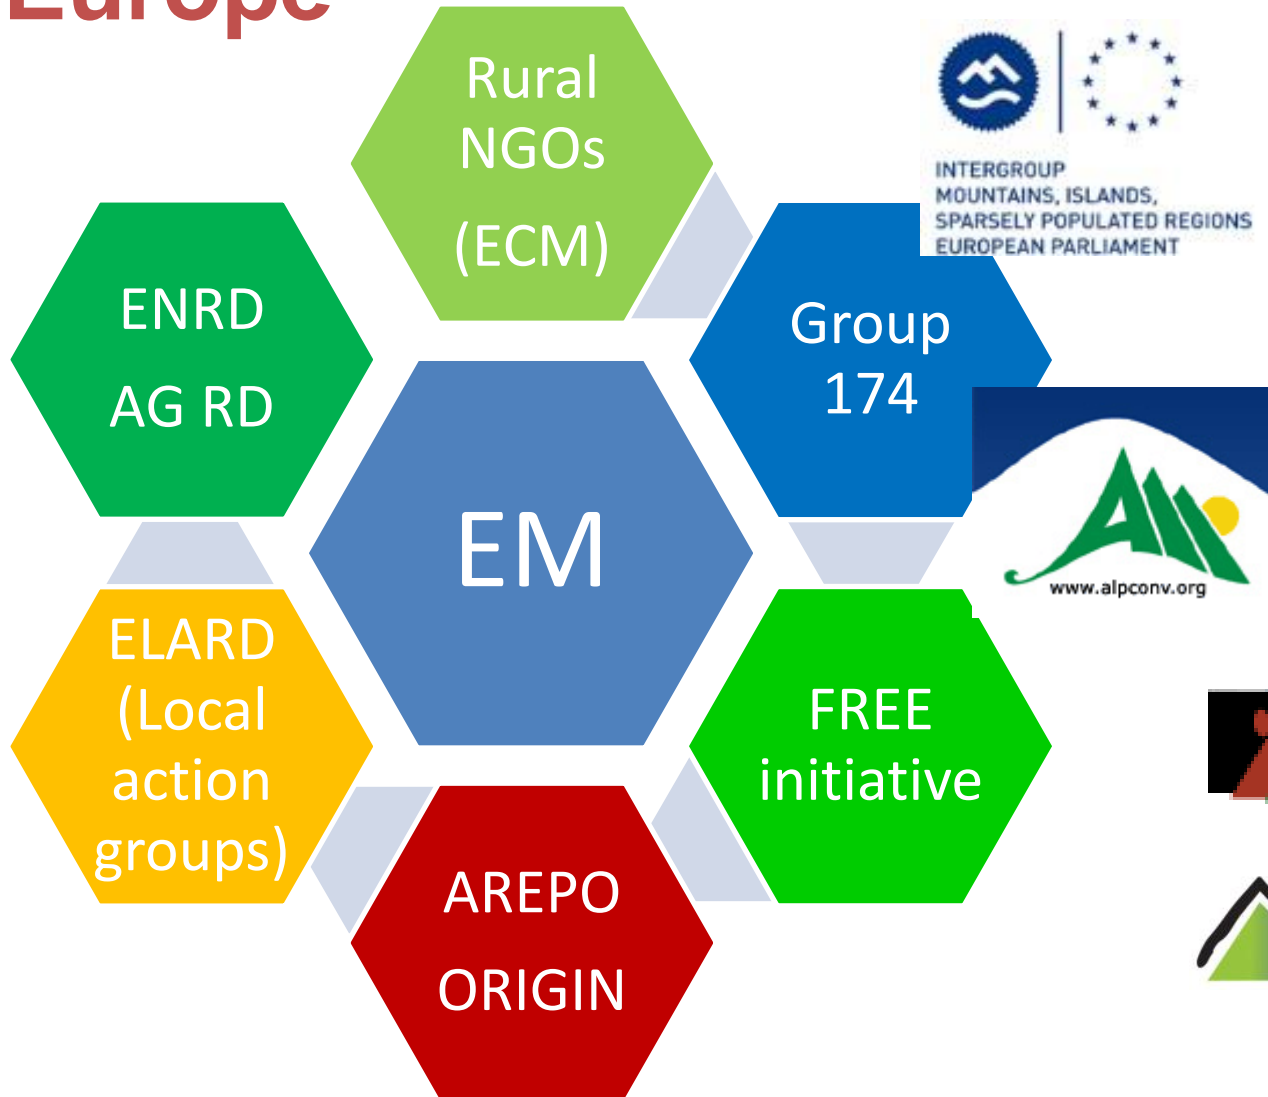 Europe
Rural
NGOs
(ECM)
INTERGROUP
MOUNTAINS, ISLANDS,
SPARSELY POPULATED REGIONS
EUROPEAN PARLIAMENT
ENRD
AG RD
Group
174
EM
www.alpconv.org
ELARD
(Local
action
groups)
FREE
initiative
AREPO
ORIGIN